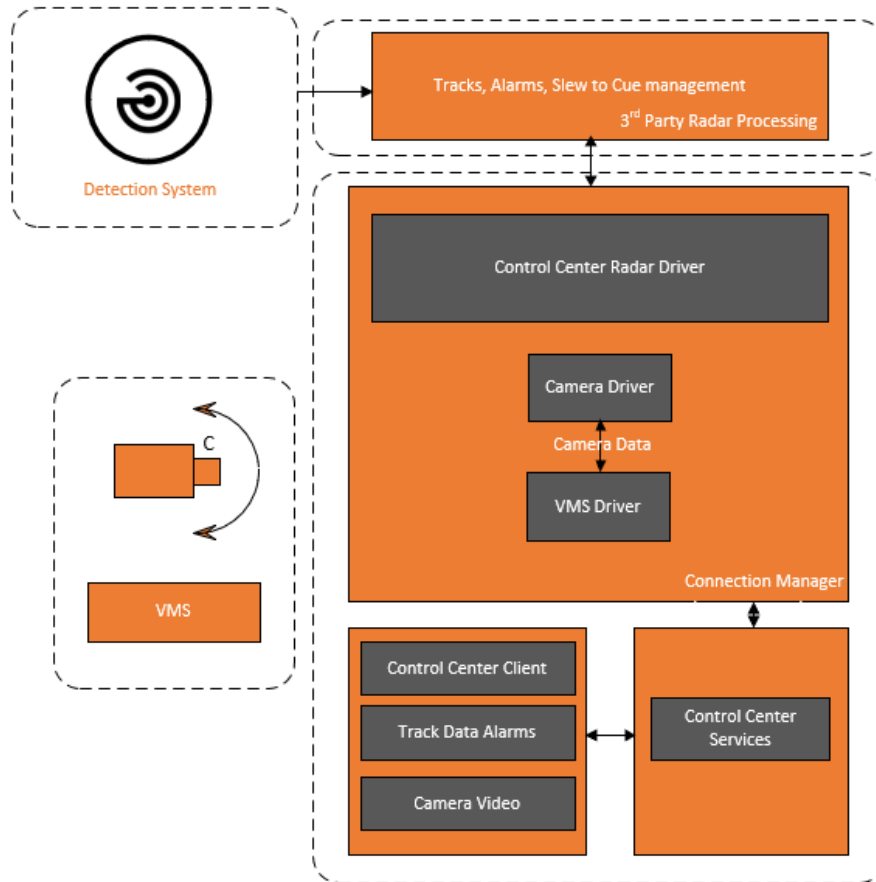 Detection System
Tracks, Alarms, Slew to Cue management
3rd Party Radar Processing
Control Center Radar Driver
Camera Driver
Camera Data
VMS Driver
Connection Manager
C
VMS
Control Center Client
Track Data Alarms
Camera Video
Control Center
Services